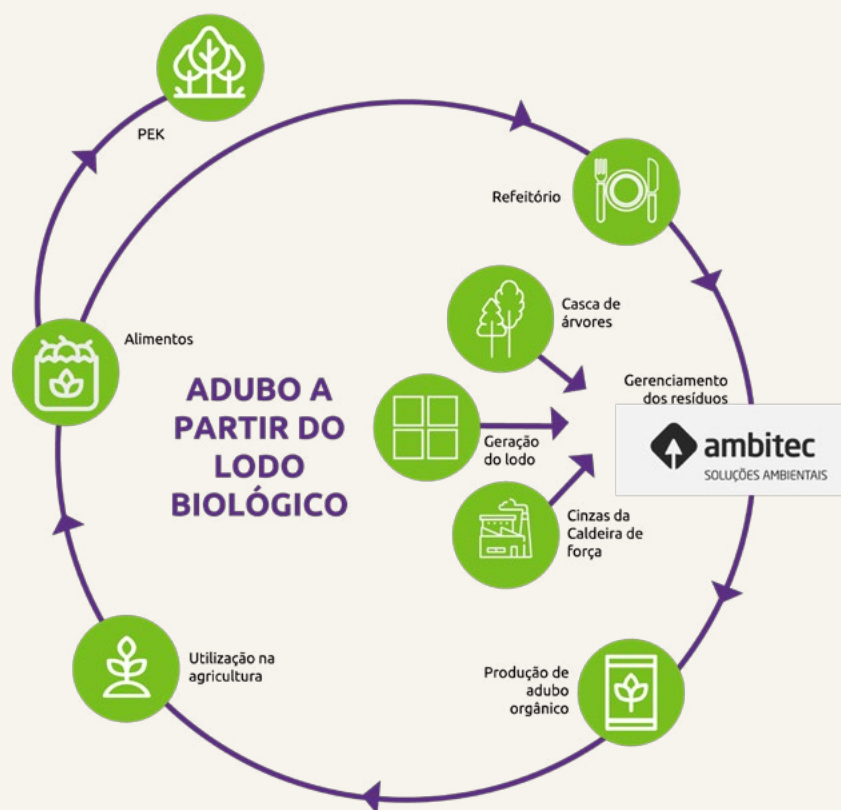 PEK
Refeitório
Casca de
árvores
Alimentos
Gerenciamento
dos resíduos
ADUBO A
PARTIR DO
LODO
BIOLÓGICO
Geração
do lodo
ambitec
SOLUÇÕES AMBIENTAIS
Cinzas da
Caldeira de
força
Utilização na
agricultura
Produção de
adubo
orgânico